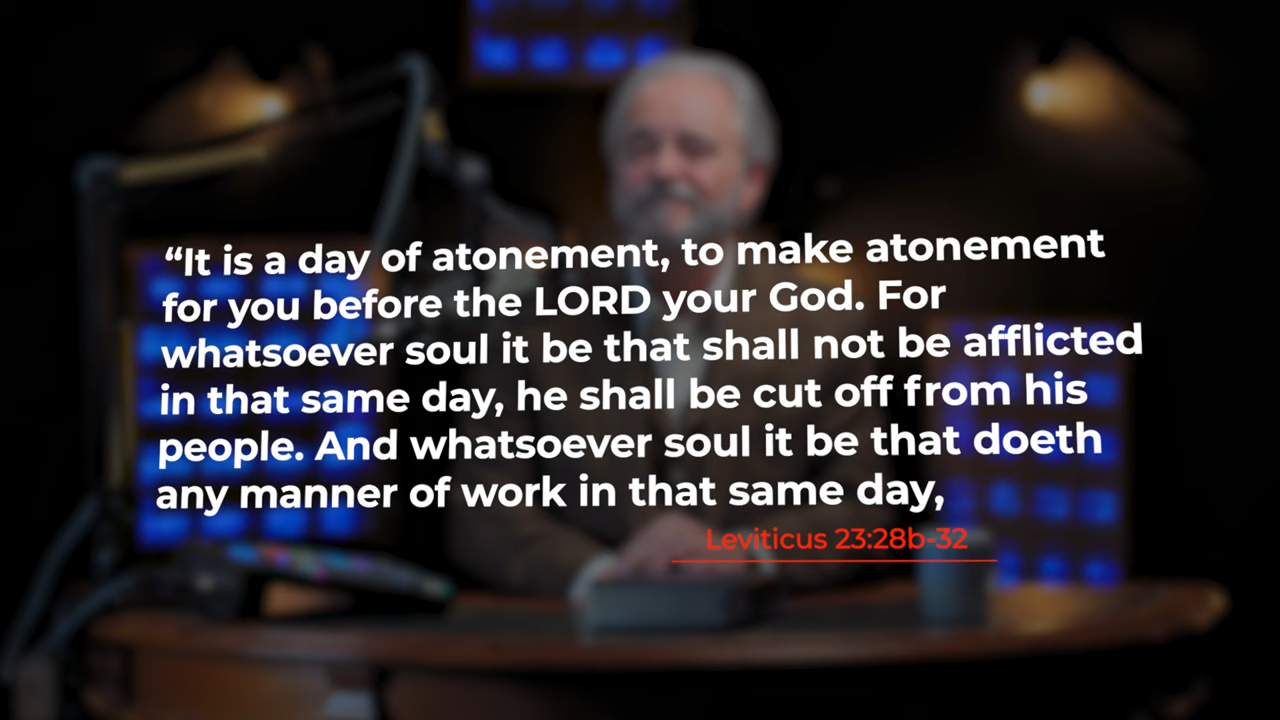 “It is a day of atonement, to make atonement
for you before the LORD your God. For
whatsoever soul it be that shall not be afflicted
in that same day, he shall be cut off from his
people. And whatsoever soul it be that doeth
any manner of work in that same day,
Leviticus 23:28b-32